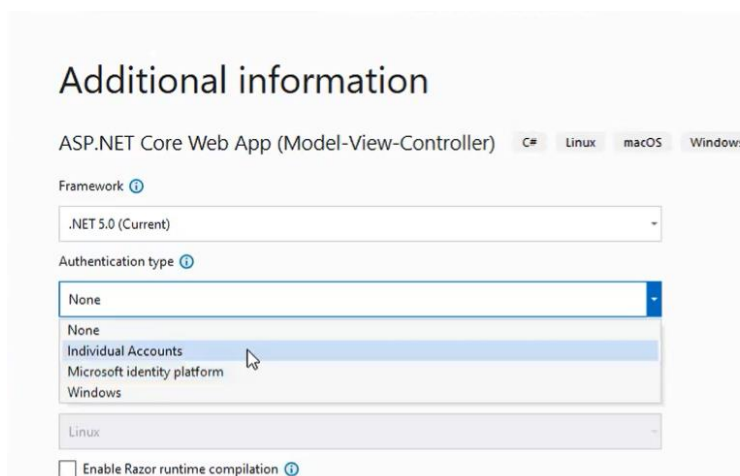 Additional information
ASP.NET Core Web App (Model-View-Controller) C# Linux macOS Windows
Framework
.NET 5.0 (Current)
Authentication type
None
None
Individual Accounts
Microsoft identity platform
Windows
Linux
Enable Razor runtime compilation